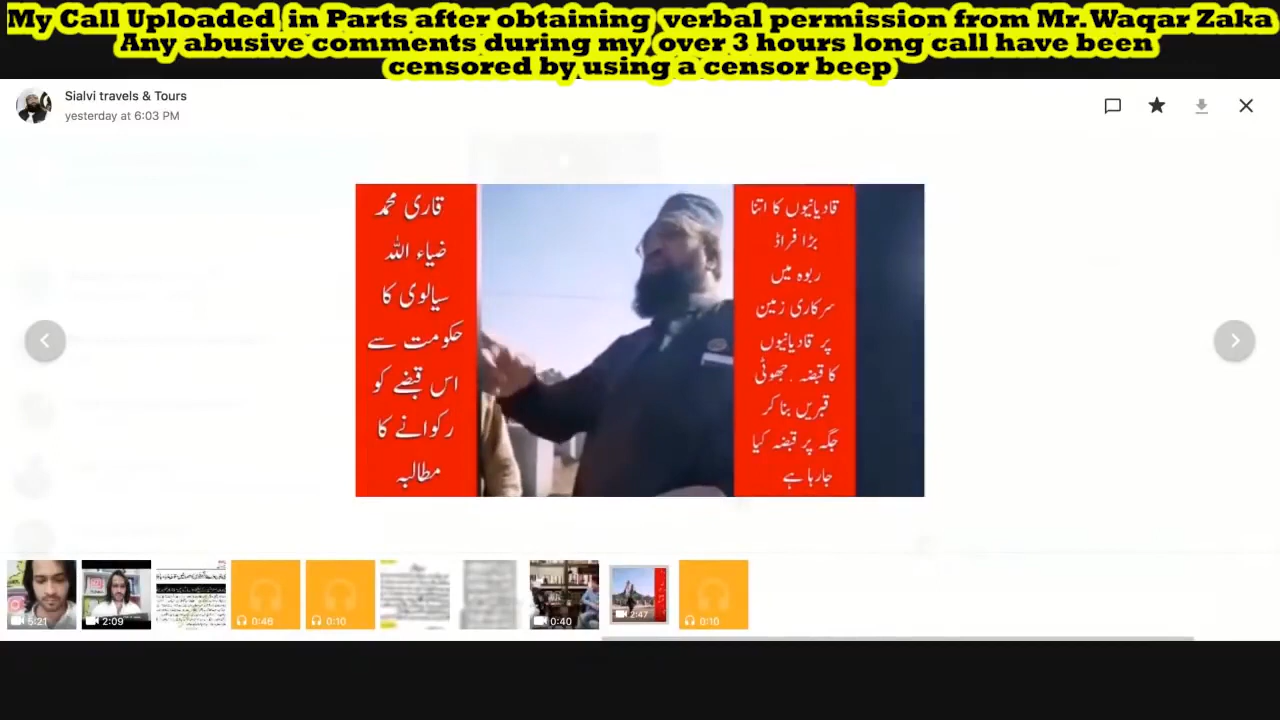 My Call Uploaded in Parts after obtaining verbal permission from Mr. Waqar Zaka
Any abusive comments during my, over 3 hours long call have been
censored by using a censor beep
Sialvi travels & Tours
yesterday at 6:03 PM
قادیانیوں کا اتنا
بڑا فراڈ
ربوہ میں
سرکاری زمین
پر قادیانیوں
کا قبضہ . جھوٹی
قبریں بنا کر
جگہ پر قبضہ کیا
جارہا ہے
قاری محمد
ضیاء اللہ
سیالوی کا
حکومت سے
اس قبضے کو
رکوانے کا
مطالبہ
5:21
2:09
0:46
0:10
0:40
2:47
0:10